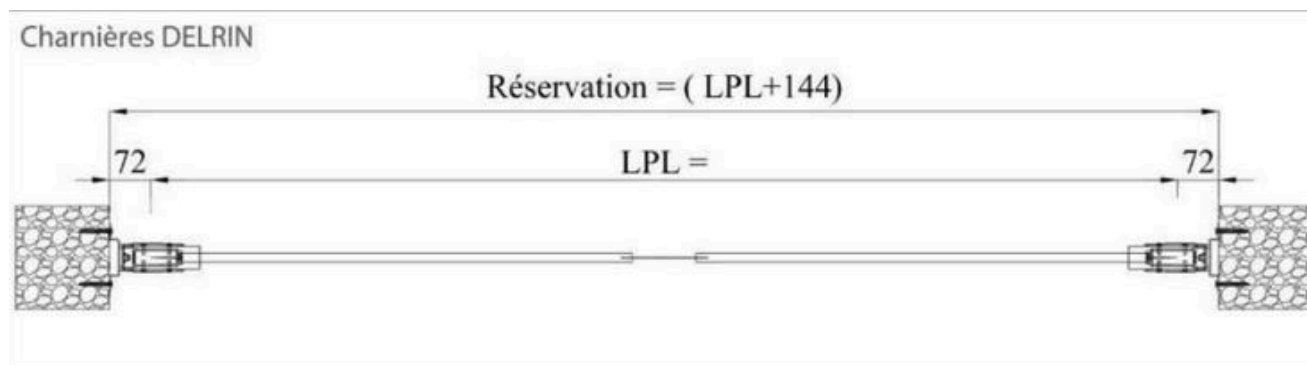 Charnières DELRIN
Réservation = ( LPL+144)
72
LPL =
72